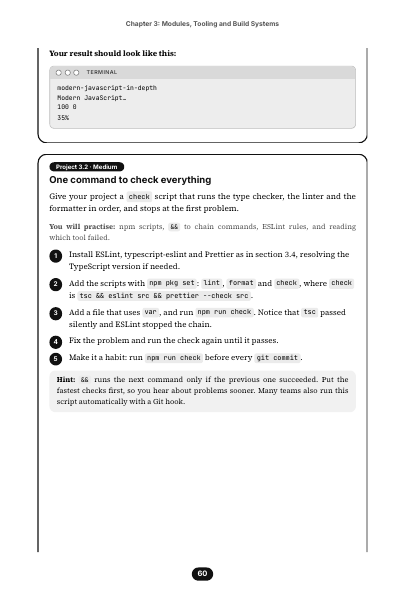 Chapter 3: Modules, Tooling and Build Systems
Your result should look like this:
TERMINAL
modern-javascript-in-depth
Modern JavaScript…
100 0
35%
Project 3.2 · Medium
One command to check everything
Give your project a check script that runs the type checker, the linter and the
formatter in order, and stops at the first problem.
You will practise: npm scripts, && to chain commands, ESLint rules, and reading
which tool failed.
1 Install ESLint, typescript-eslint and Prettier as in section 3.4, resolving the
TypeScript version if needed.
2 Add the scripts with npm pkg set: lint, format and check, where check
is tsc && eslint src && prettier --check src.
3 Add a file that uses var, and run npm run check. Notice that tsc passed
silently and ESLint stopped the chain.
4 Fix the problem and run the check again until it passes.
5 Make it a habit: run npm run check before every git commit.
Hint: && runs the next command only if the previous one succeeded. Put the
fastest checks first, so you hear about problems sooner. Many teams also run this
script automatically with a Git hook.
60